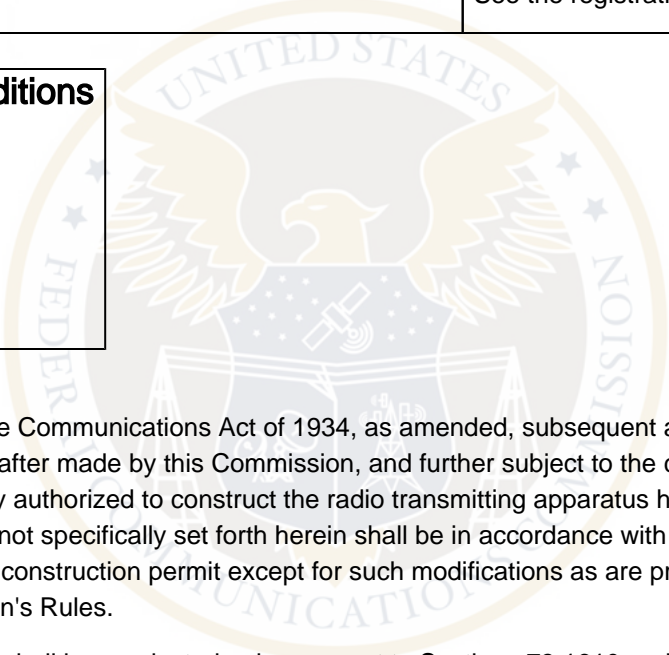 See the registrati
ditions
UNITED STATES
FEDERAL COMMUNICATIONS COMMISSION
e Communications Act of 1934, as amended, subsequent a
after made by this Commission, and further subject to the
y authorized to construct the radio transmitting apparatus h
not specifically set forth herein shall be in accordance with
construction permit except for such modifications as are pr
n's Rules.